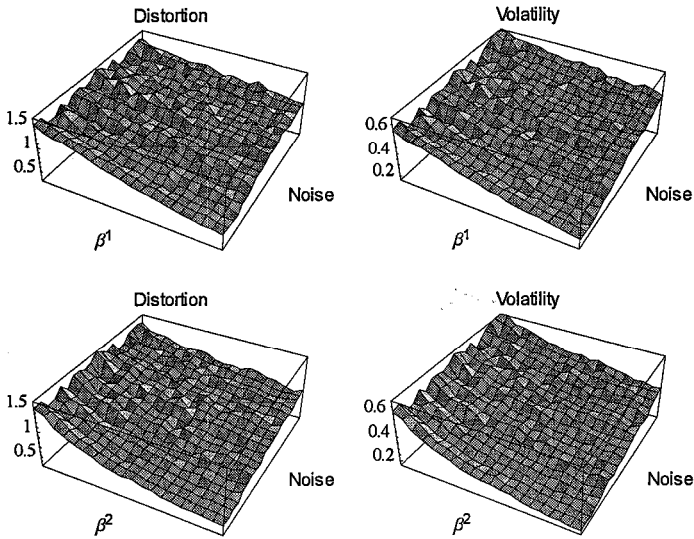 Distortion
Volatility
1.5
1
0.5
Noise
β1
0.6
0.4
0.2
Noise
β1
Distortion
Volatility
1.5
1
0.5
Noise
β2
0.6
0.4
0.2
Noise
β2